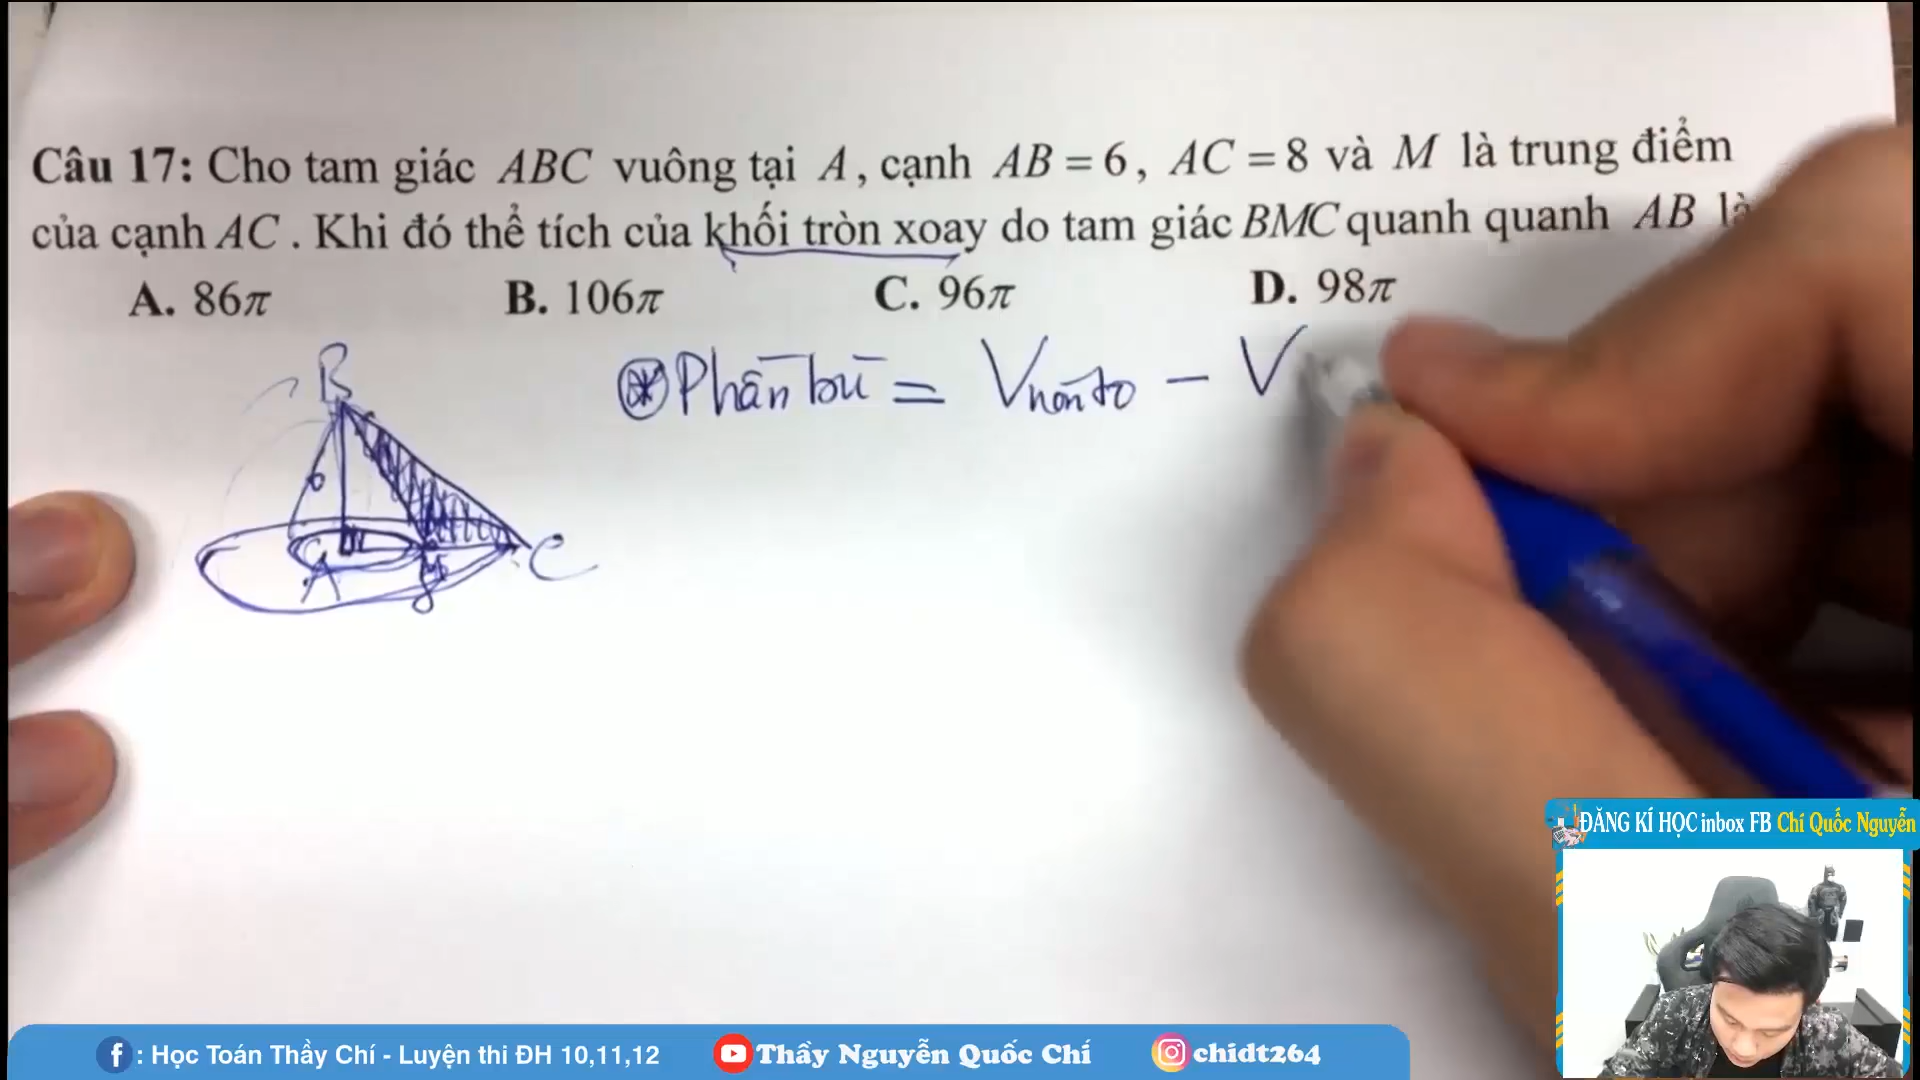 Câu 17: Cho tam giác ABC vuông tại A, cạnh AB = 6, AC = 8 và M là trung điểm
của cạnh AC. Khi đó thể tích của khối tròn xoay do tam giác BMC quanh quanh AB là
A. 86π B. 106π C. 96π D. 98π
B
⊛ Phần bù = Vnón to - V
6
A M C
8
ĐĂNG KÍ HỌC inbox FB Chí Quốc Nguyễn
f : Học Toán Thầy Chí - Luyện thi ĐH 10,11,12 Thầy Nguyễn Quốc Chí chidt264